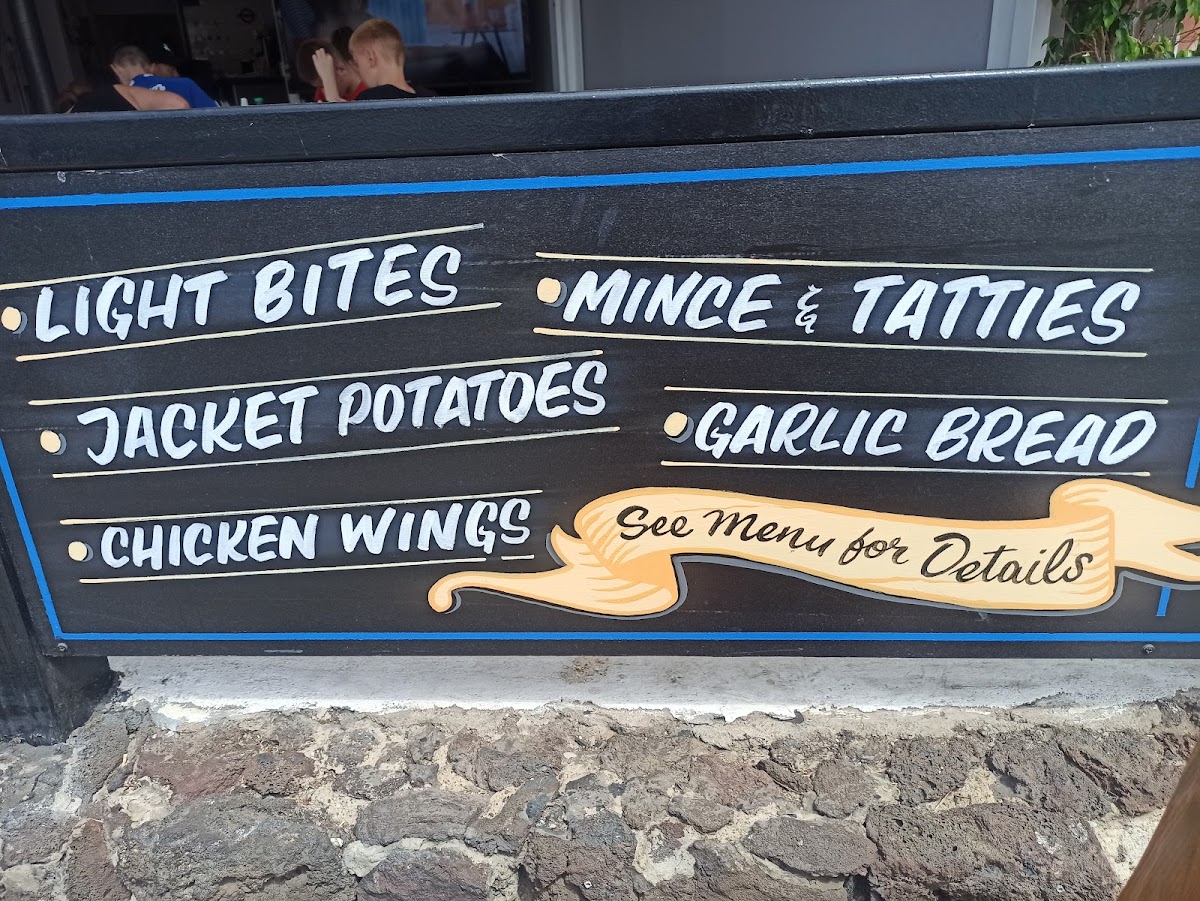 LIGHT BITES
JACKET POTATOES
CHICKEN WINGS
MINCE & TATTIES
GARLIC BREAD
See Menu for Details